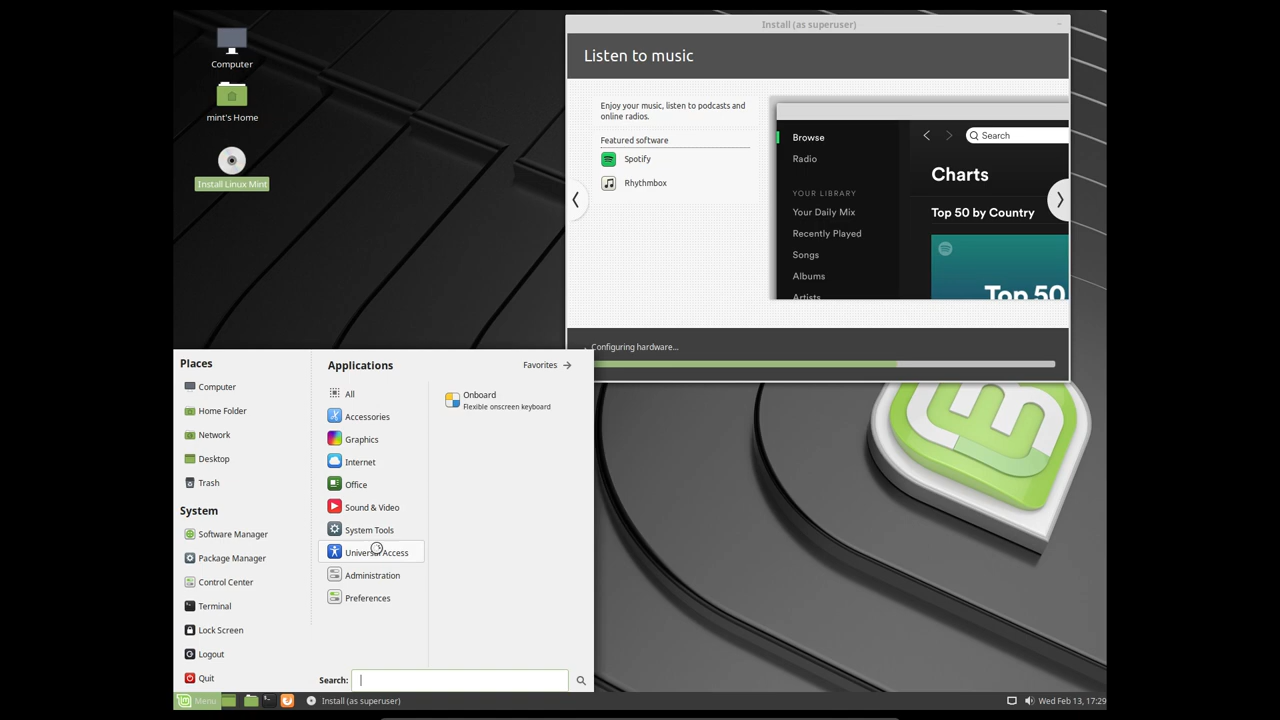 Computer
mint's Home
Install Linux Mint
Install (as superuser)
Listen to music
Enjoy your music, listen to podcasts and
online radios.
Featured software
Spotify
Rhythmbox
Browse
Radio
YOUR LIBRARY
Your Daily Mix
Recently Played
Songs
Albums
Artists
Search
Charts
Top 50 by Country
Top 50
Configuring hardware...
Places
Computer
Home Folder
Network
Desktop
Trash
System
Software Manager
Package Manager
Control Center
Terminal
Lock Screen
Logout
Quit
Applications
Favorites
All
Accessories
Graphics
Internet
Office
Sound & Video
System Tools
Universal Access
Administration
Preferences
Onboard
Flexible onscreen keyboard
Search:
Menu
Install (as superuser)
Wed Feb 13, 17:29